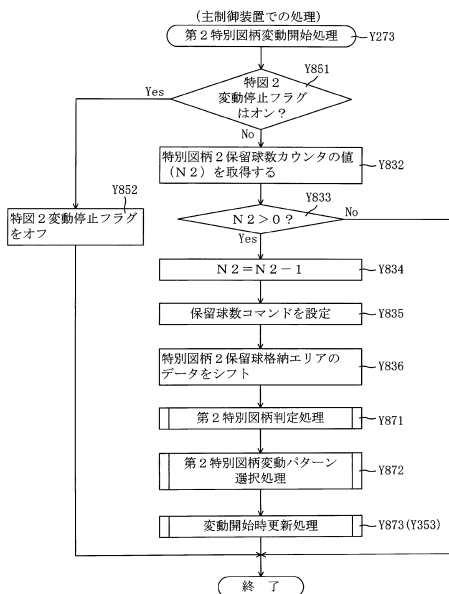 (主制御装置での処理)
第2特別図柄変動開始処理
Y273
Y851
特図2
変動停止フラグ
はオン?
Yes
No
特別図柄2保留球数カウンタの値
(N2)を取得する
Y832
Y852
特図2変動停止フラグ
をオフ
Y833
N2>0?
No
Yes
N2=N2-1
Y834
保留球数コマンドを設定
Y835
特別図柄2保留球格納エリアの
データをシフト
Y836
第2特別図柄判定処理
Y871
第2特別図柄変動パターン
選択処理
Y872
変動開始時更新処理
Y873(Y353)
終 了